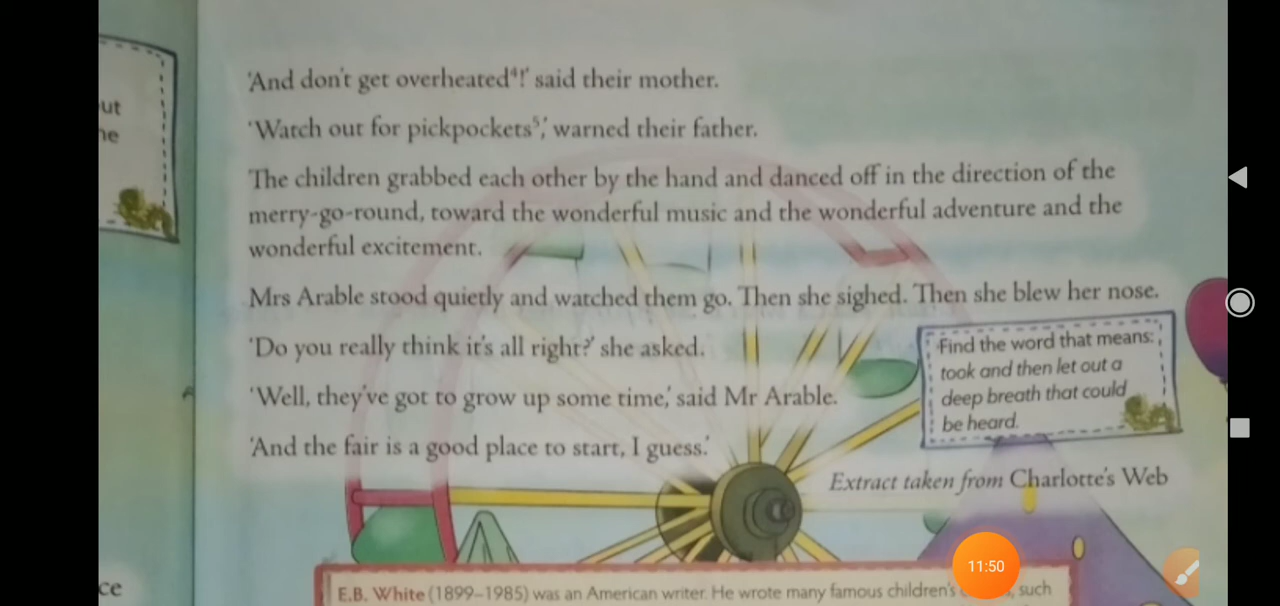 ut
he
'And don't get overheated⁴!' said their mother.
'Watch out for pickpockets⁵,' warned their father.
The children grabbed each other by the hand and danced off in the direction of the
merry-go-round, toward the wonderful music and the wonderful adventure and the
wonderful excitement.
Mrs Arable stood quietly and watched them go. Then she sighed. Then she blew her nose.
'Do you really think it's all right?' she asked.
'Well, they've got to grow up some time,' said Mr Arable.
'And the fair is a good place to start, I guess.'
Find the word that means:
took and then let out a
deep breath that could
be heard.
Extract taken from Charlotte's Web
11:50
ce
E.B. White (1899–1985) was an American writer. He wrote many famous children's such